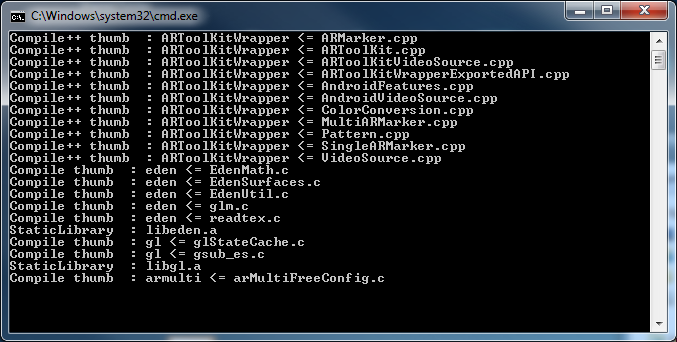 C:\Windows\system32\cmd.exe
Compile++ thumb  : ARToolKitWrapper <= ARMarker.cpp
Compile++ thumb  : ARToolKitWrapper <= ARToolKit.cpp
Compile++ thumb  : ARToolKitWrapper <= ARToolKitVideoSource.cpp
Compile++ thumb  : ARToolKitWrapper <= ARToolKitWrapperExportedAPI.cpp
Compile++ thumb  : ARToolKitWrapper <= AndroidFeatures.cpp
Compile++ thumb  : ARToolKitWrapper <= AndroidVideoSource.cpp
Compile++ thumb  : ARToolKitWrapper <= ColorConversion.cpp
Compile++ thumb  : ARToolKitWrapper <= MultiARMarker.cpp
Compile++ thumb  : ARToolKitWrapper <= Pattern.cpp
Compile++ thumb  : ARToolKitWrapper <= SingleARMarker.cpp
Compile++ thumb  : ARToolKitWrapper <= VideoSource.cpp
Compile thumb  : eden <= EdenMath.c
Compile thumb  : eden <= EdenSurfaces.c
Compile thumb  : eden <= EdenUtil.c
Compile thumb  : eden <= glm.c
Compile thumb  : eden <= readtex.c
StaticLibrary  : libeden.a
Compile thumb  : gl <= glStateCache.c
Compile thumb  : gl <= gsub_es.c
StaticLibrary  : libgl.a
Compile thumb  : armulti <= arMultiFreeConfig.c